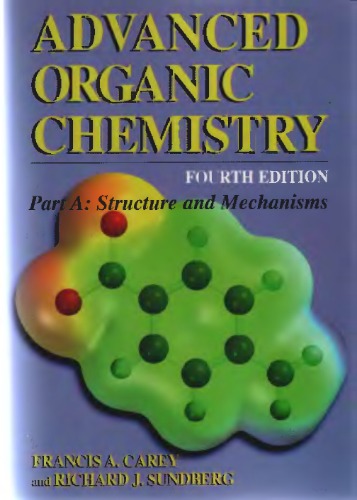 ADVANCED
ORGANIC
CHEMISTRY
FOURTH EDITION
Part A: Structure and Mechanisms
FRANCIS A. CAREY
and RICHARD J. SUNDBERG